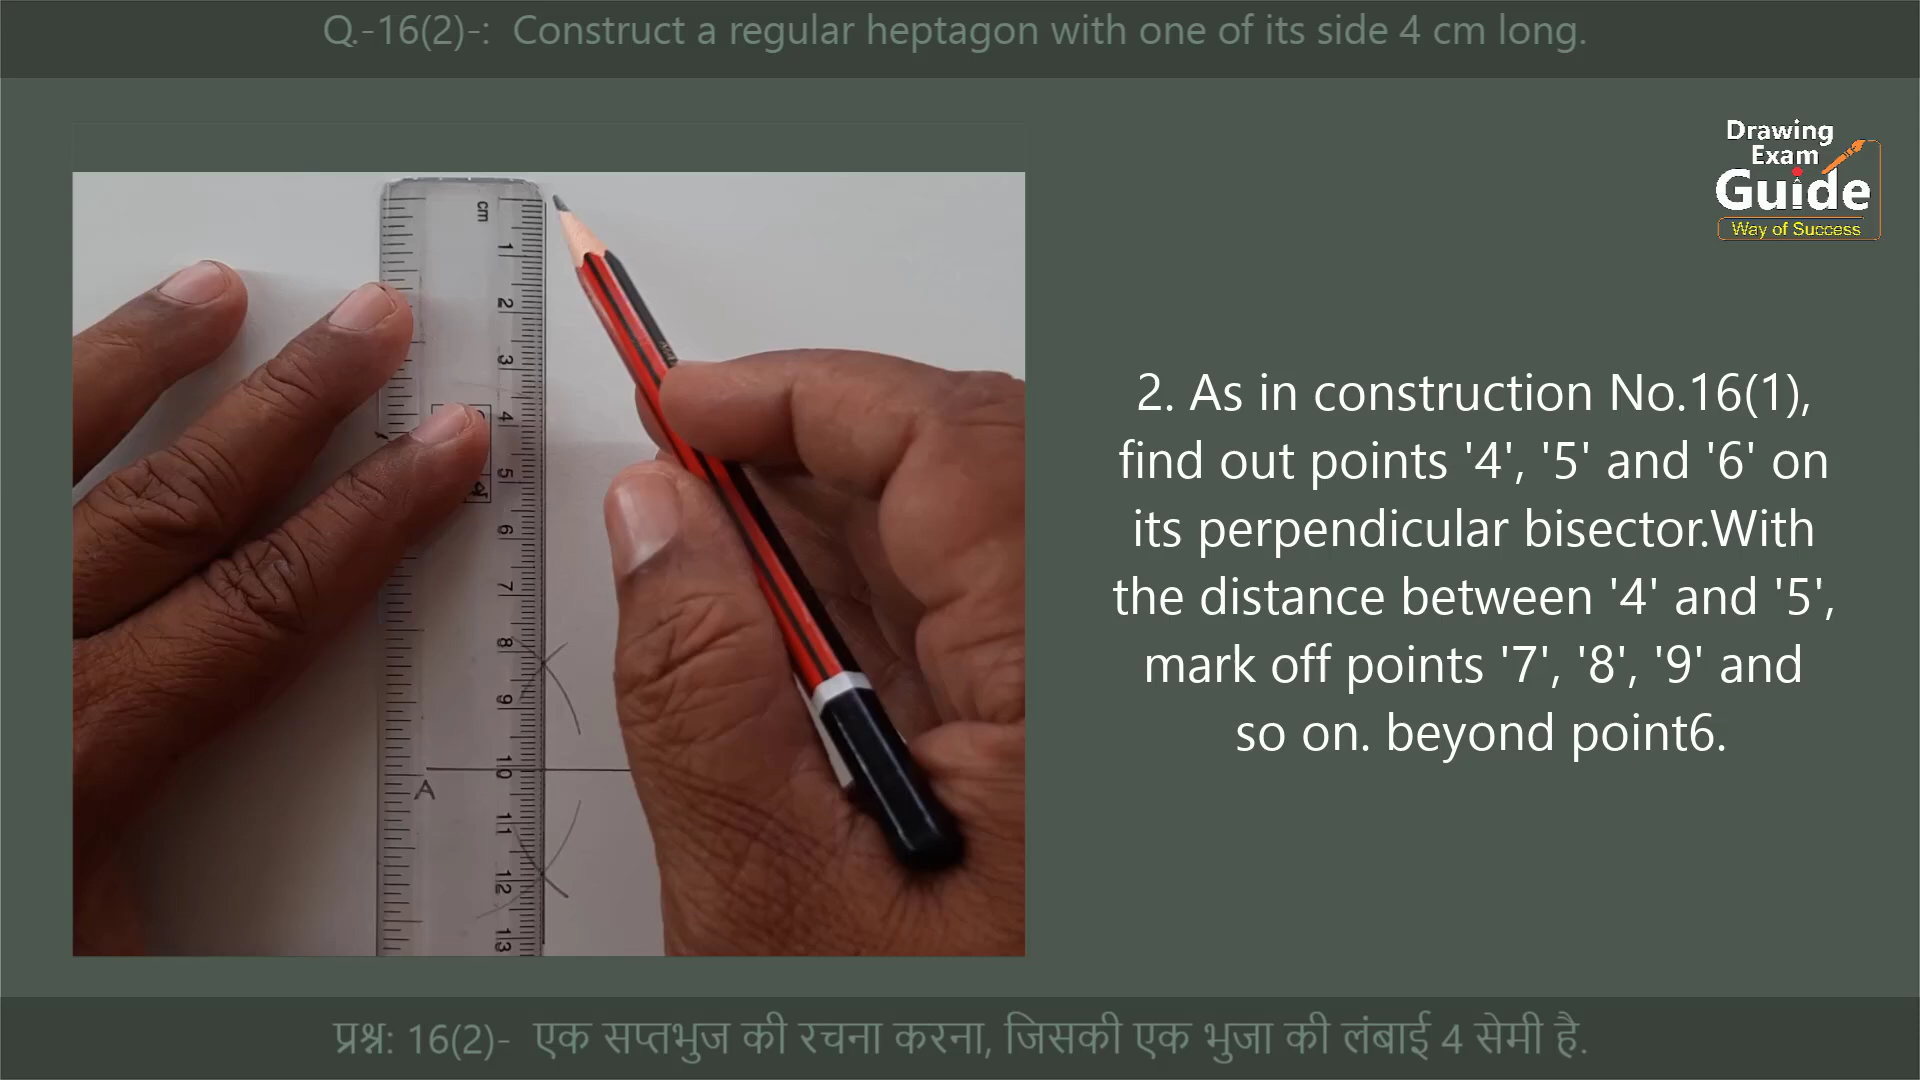 Q.-16(2)-: Construct a regular heptagon with one of its side 4 cm long.
Drawing
Exam
Guide
Way of Success
cm
1
2
3
4
5
6
7
8
9
10
11
12
13
A
2. As in construction No.16(1),
find out points '4', '5' and '6' on
its perpendicular bisector.With
the distance between '4' and '5',
mark off points '7', '8', '9' and
so on. beyond point6.
प्रश्न: 16(2)- एक सप्तभुज की रचना करना, जिसकी एक भुजा की लंबाई 4 सेमी है.